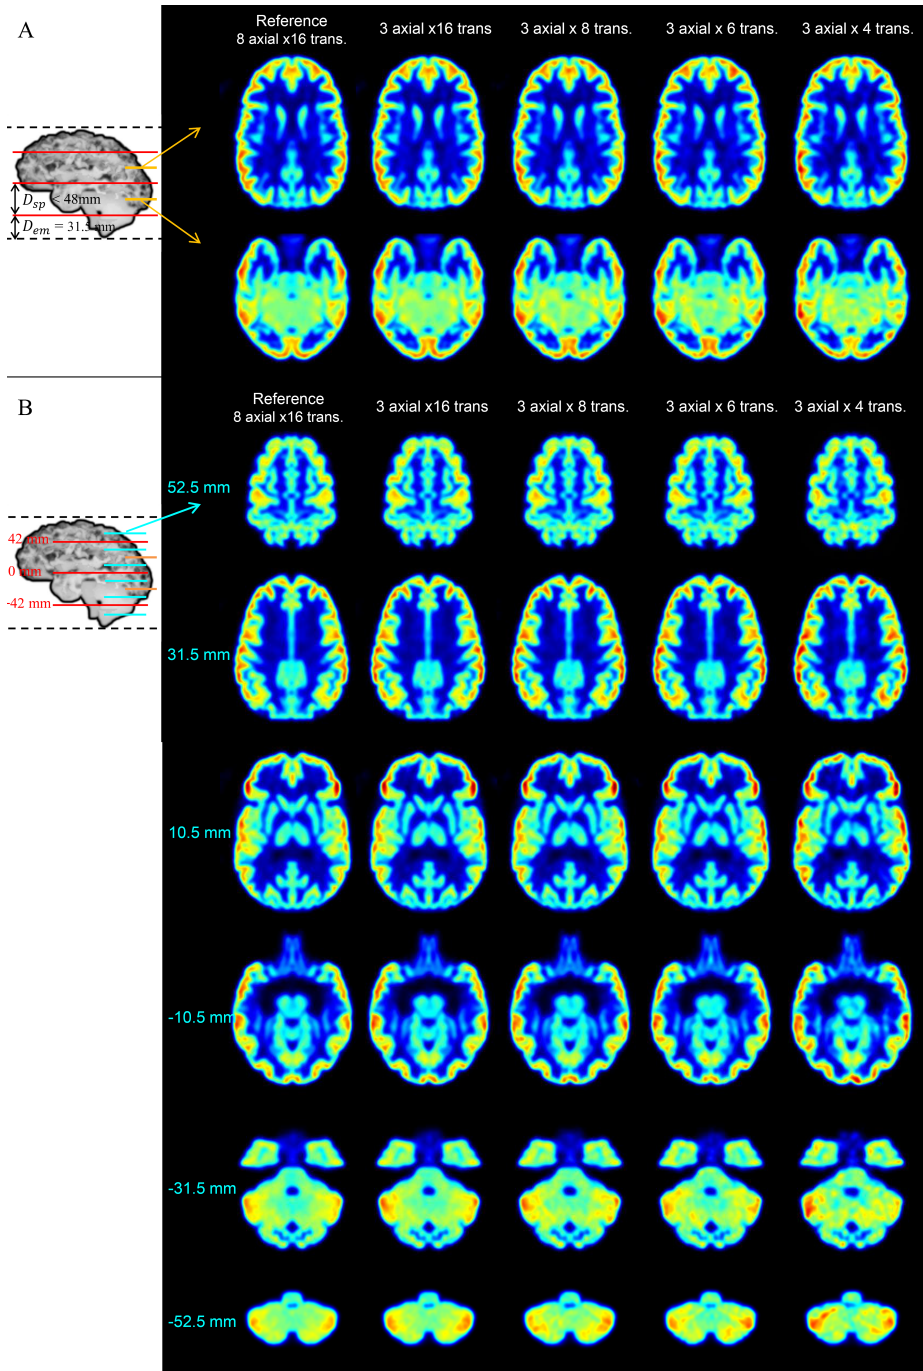 A
Reference
8 axial x16 trans.
3 axial x16 trans
3 axial x 8 trans.
3 axial x 6 trans.
3 axial x 4 trans.
D_sp < 48mm
D_em = 31.5 mm
B
Reference
8 axial x16 trans.
3 axial x16 trans
3 axial x 8 trans.
3 axial x 6 trans.
3 axial x 4 trans.
52.5 mm
42 mm
0 mm
-42 mm
31.5 mm
10.5 mm
-10.5 mm
-31.5 mm
-52.5 mm